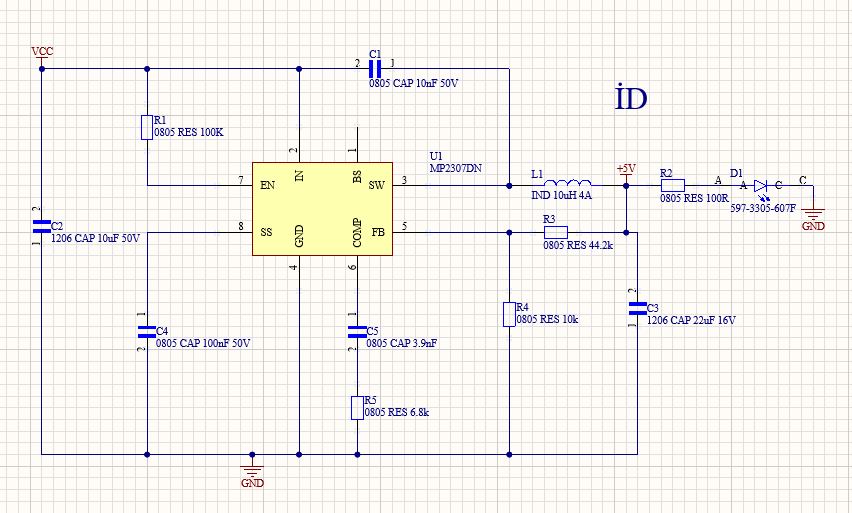 VCC
C1
2
1
0805 CAP 10nF 50V
İD
R1
0805 RES 100K
2
1
U1
MP2307DN
IN
BS
7
EN
SW
3
L1
IND 10uH 4A
+5V
R2
0805 RES 100R
A
A
D1
C
C
597-3305-607F
GND
2
C2
1206 CAP 10uF 50V
1
8
SS
GND
COMP
FB
5
R3
0805 RES 44.2k
4
6
2
C3
1206 CAP 22uF 16V
1
R4
0805 RES 10k
1
C4
0805 CAP 100nF 50V
2
1
C5
0805 CAP 3.9nF
2
R5
0805 RES 6.8k
GND